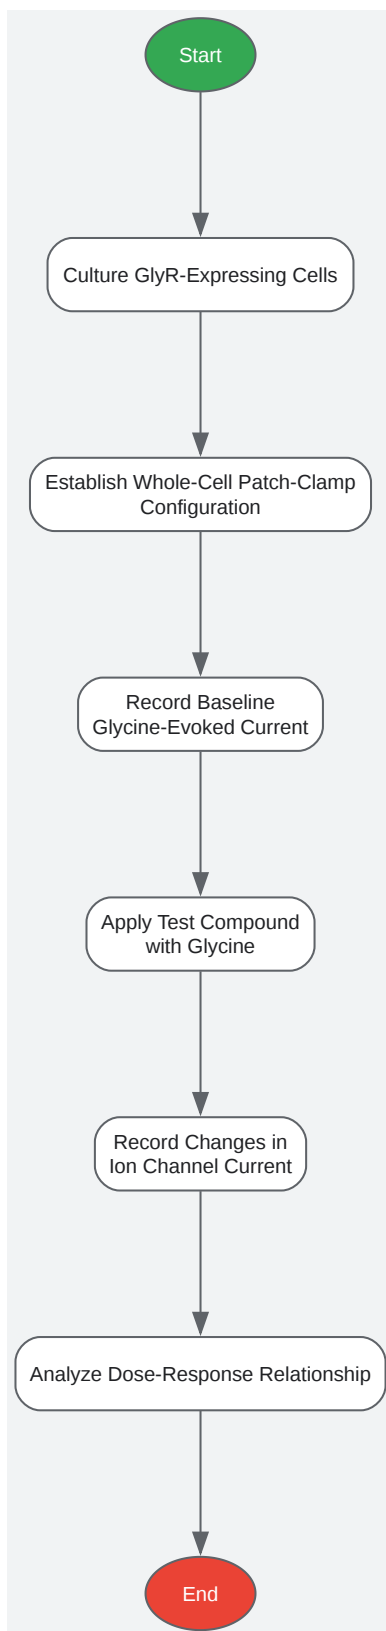 Start
Culture GlyR-Expressing Cells
Establish Whole-Cell Patch-Clamp
Configuration
Record Baseline
Glycine-Evoked Current
Apply Test Compound
with Glycine
Record Changes in
Ion Channel Current
Analyze Dose-Response Relationship
End